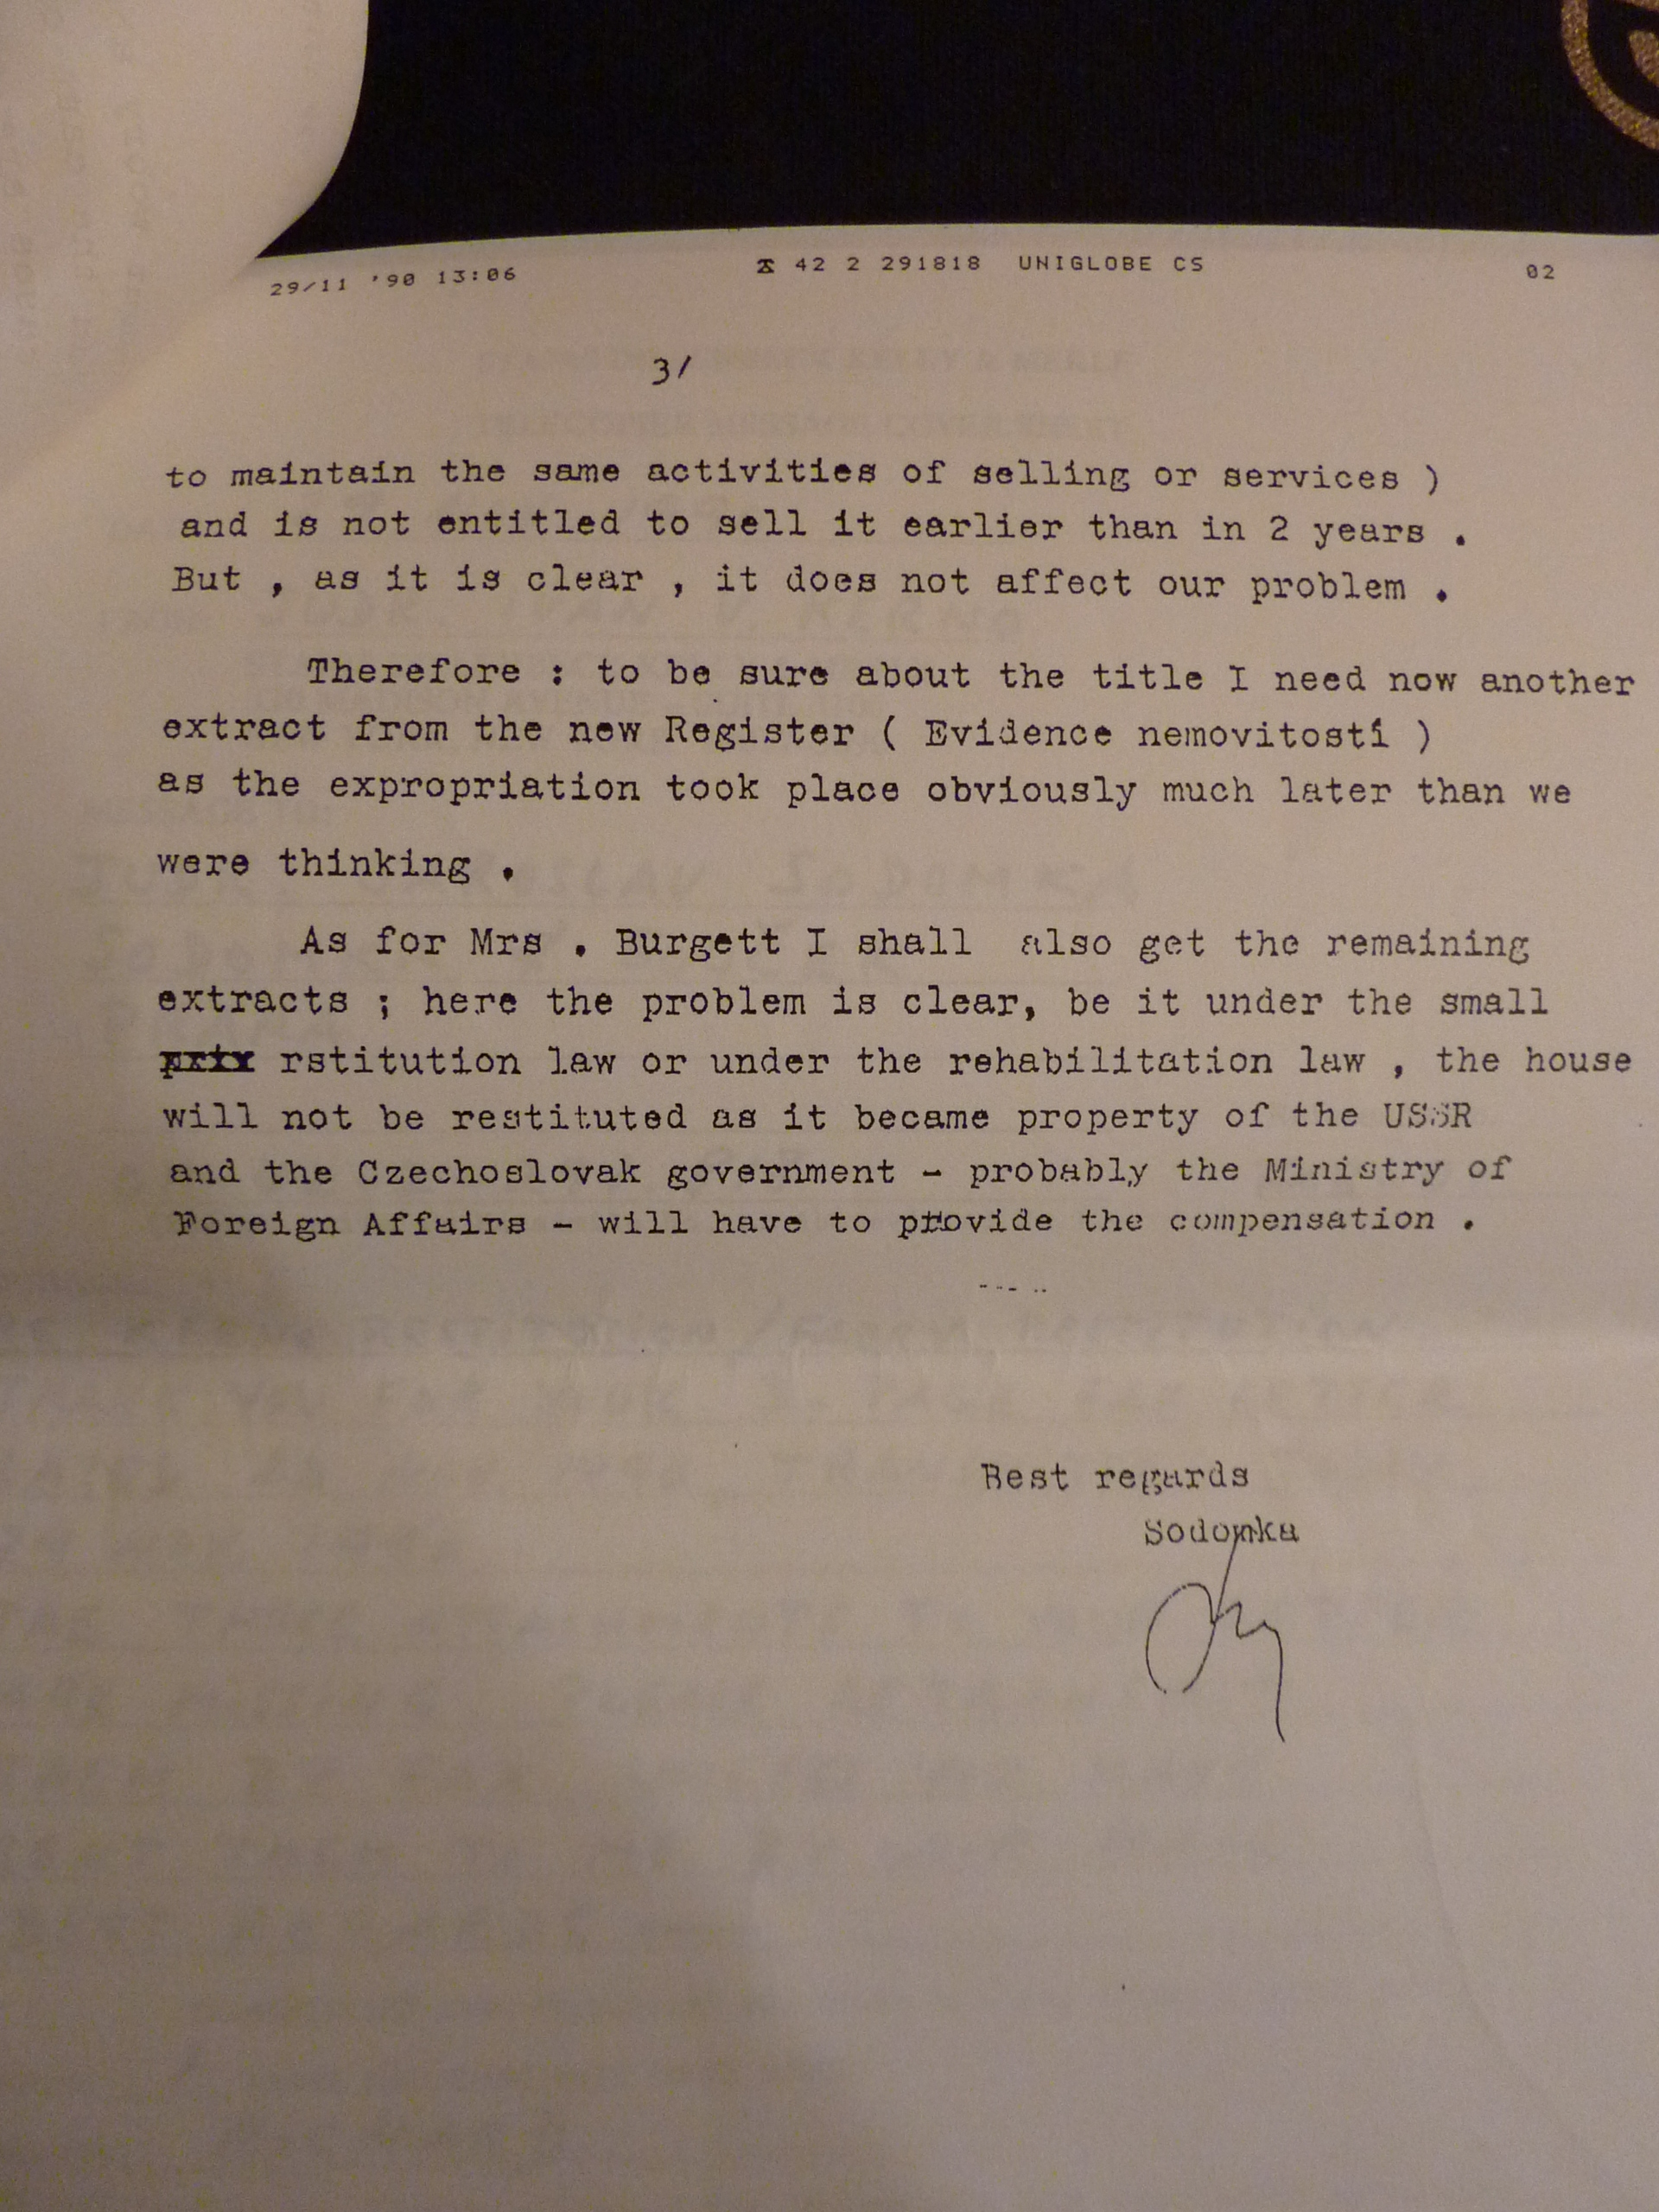 29/11 '90 13:06 42 2 291818 UNIGLOBE CS 02
3/
to maintain the same activities of selling or services )
and is not entitled to sell it earlier than in 2 years .
But , as it is clear , it does not affect our problem .
Therefore : to be sure about the title I need now another
extract from the new Register ( Evidence nemovitostí )
as the expropriation took place obviously much later than we
were thinking .
As for Mrs . Burgett I shall also get the remaining
extracts ; here the problem is clear, be it under the small
rstitution law or under the rehabilitation law , the house
will not be restituted as it became property of the USSR
and the Czechoslovak government - probably the Ministry of
Foreign Affairs - will have to provide the compensation .
Best regards
Sodomka